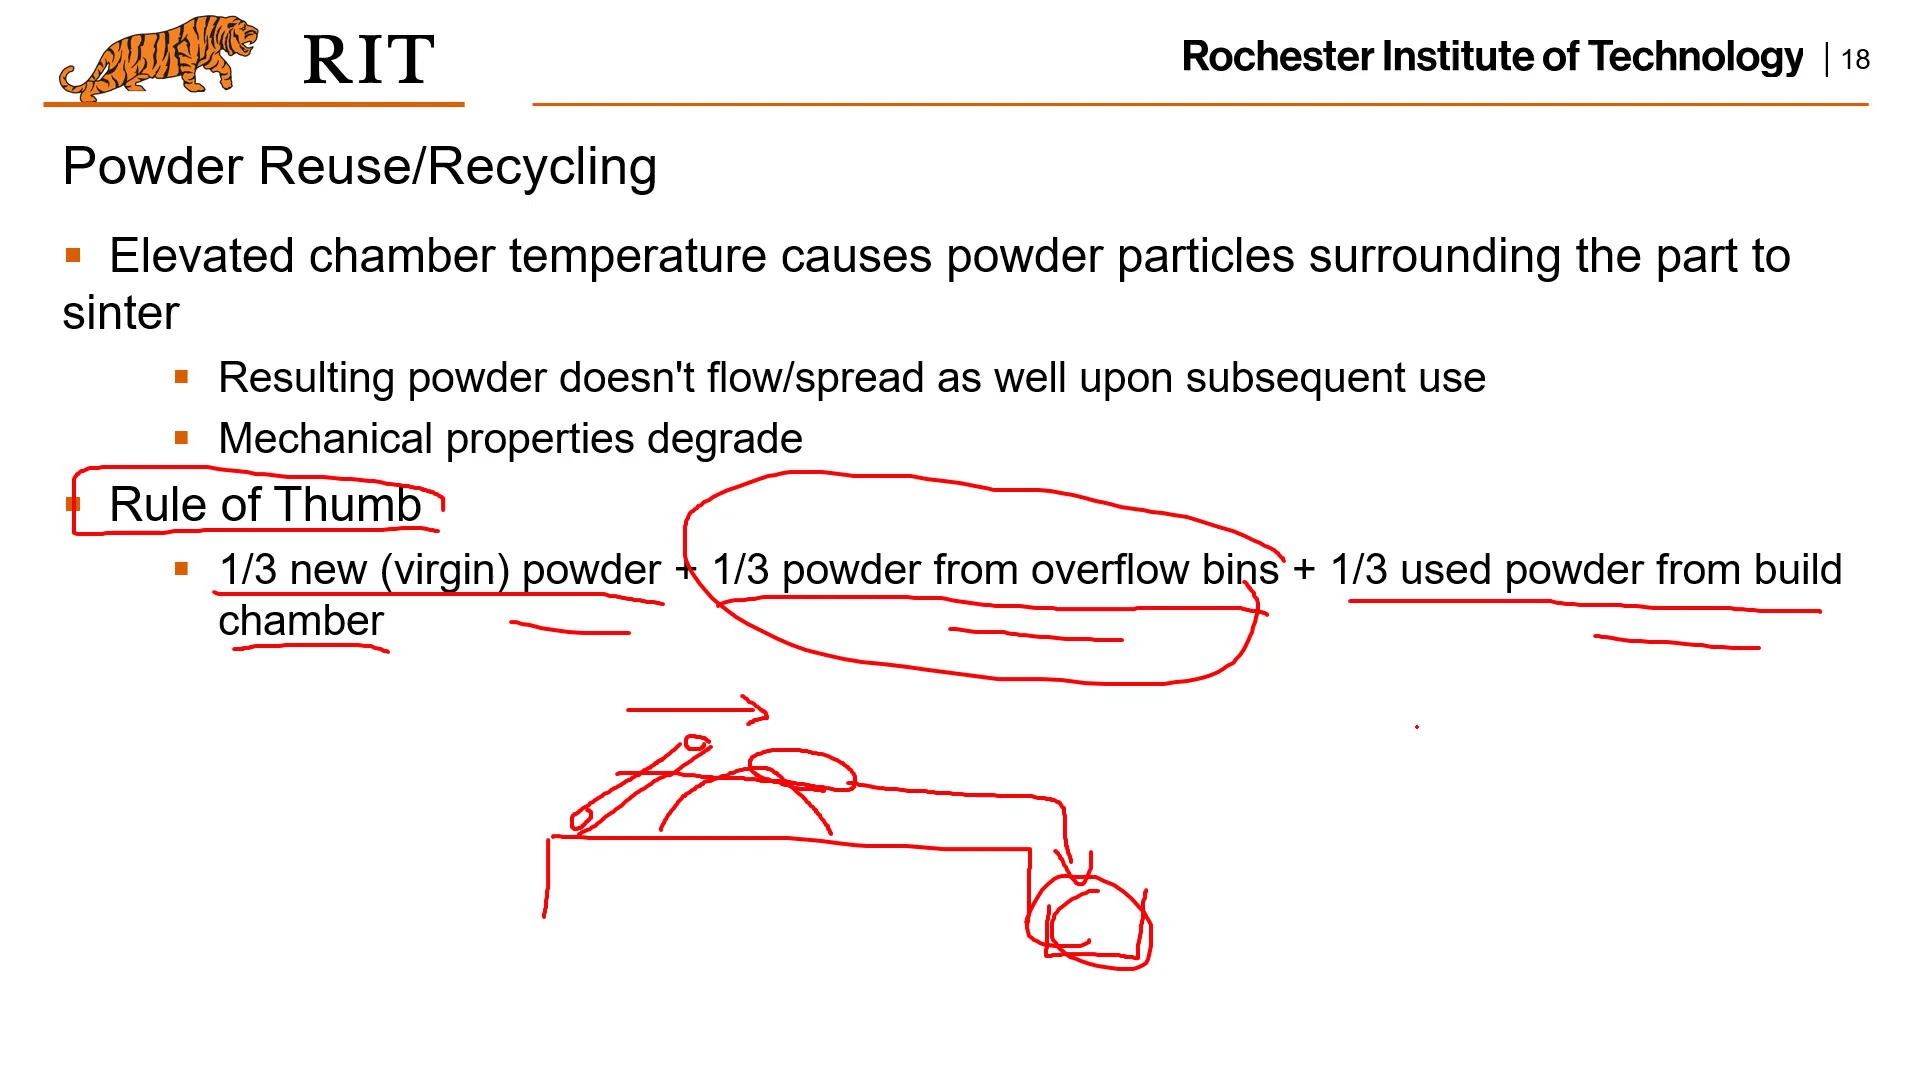 RIT
Rochester Institute of Technology | 18
Powder Reuse/Recycling
Elevated chamber temperature causes powder particles surrounding the part to
sinter
Resulting powder doesn't flow/spread as well upon subsequent use
Mechanical properties degrade
Rule of Thumb
1/3 new (virgin) powder + 1/3 powder from overflow bins + 1/3 used powder from build
chamber